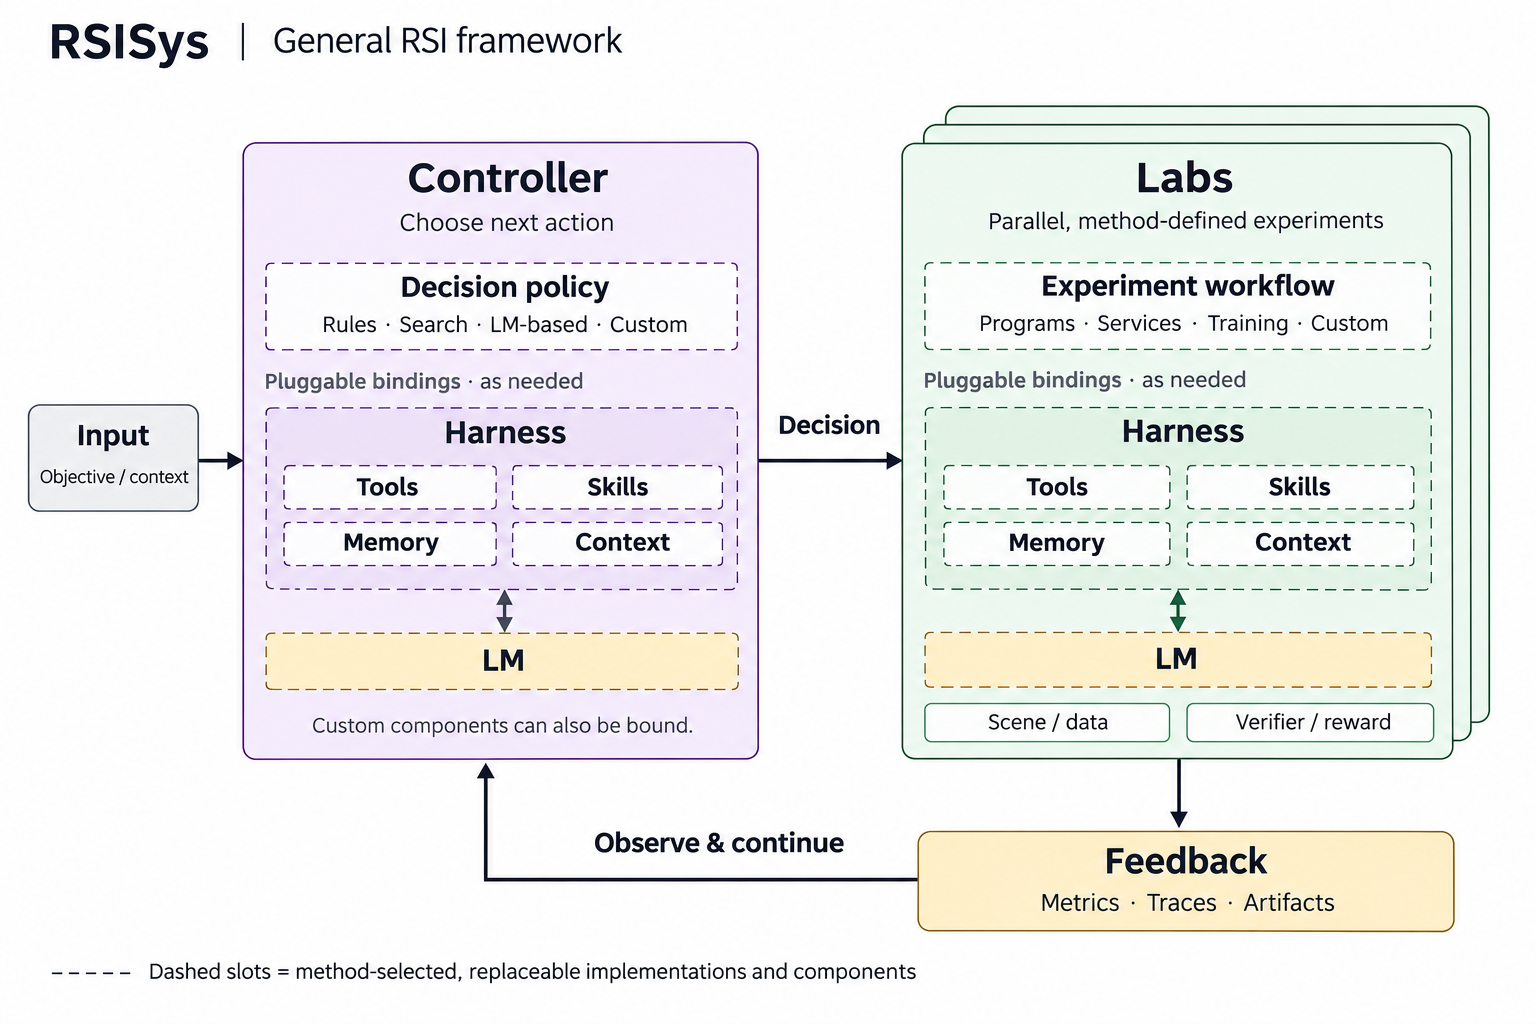 RSISys | General RSI framework
Controller
Choose next action
Decision policy
Rules · Search · LM-based · Custom
Pluggable bindings · as needed
Harness
Tools
Skills
Memory
Context
LM
Custom components can also be bound.
Input
Objective / context
Decision
Labs
Parallel, method-defined experiments
Experiment workflow
Programs · Services · Training · Custom
Pluggable bindings · as needed
Harness
Tools
Skills
Memory
Context
LM
Scene / data
Verifier / reward
Observe & continue
Feedback
Metrics · Traces · Artifacts
Dashed slots = method-selected, replaceable implementations and components